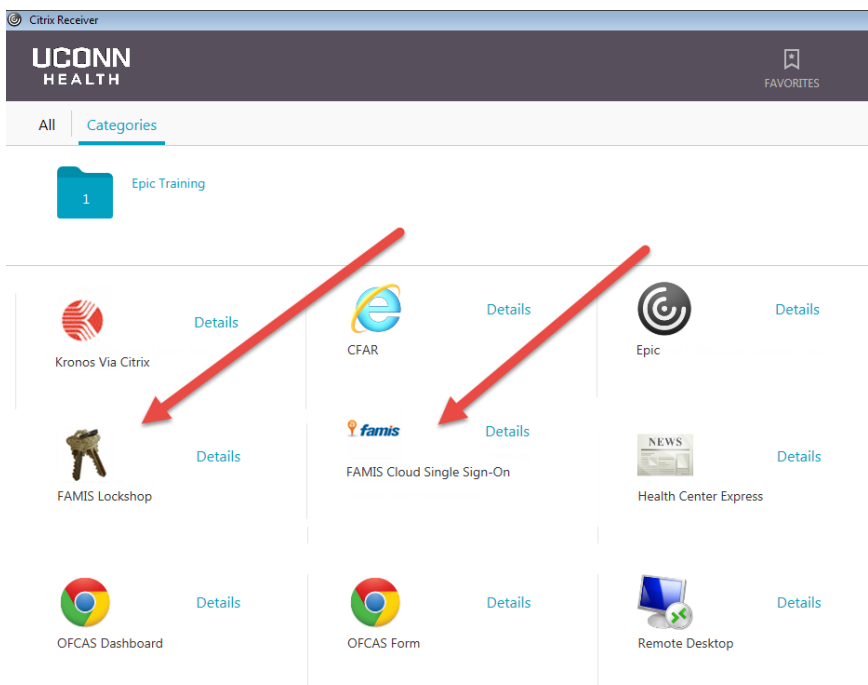 Citrix Receiver
UCONN
HEALTH
FAVORITES
All
Categories
1
Epic Training
Details
Kronos Via Citrix
Details
CFAR
Details
Epic
Details
FAMIS Lockshop
famis
Details
FAMIS Cloud Single Sign-On
NEWS
Details
Health Center Express
Details
OFCAS Dashboard
Details
OFCAS Form
Details
Remote Desktop